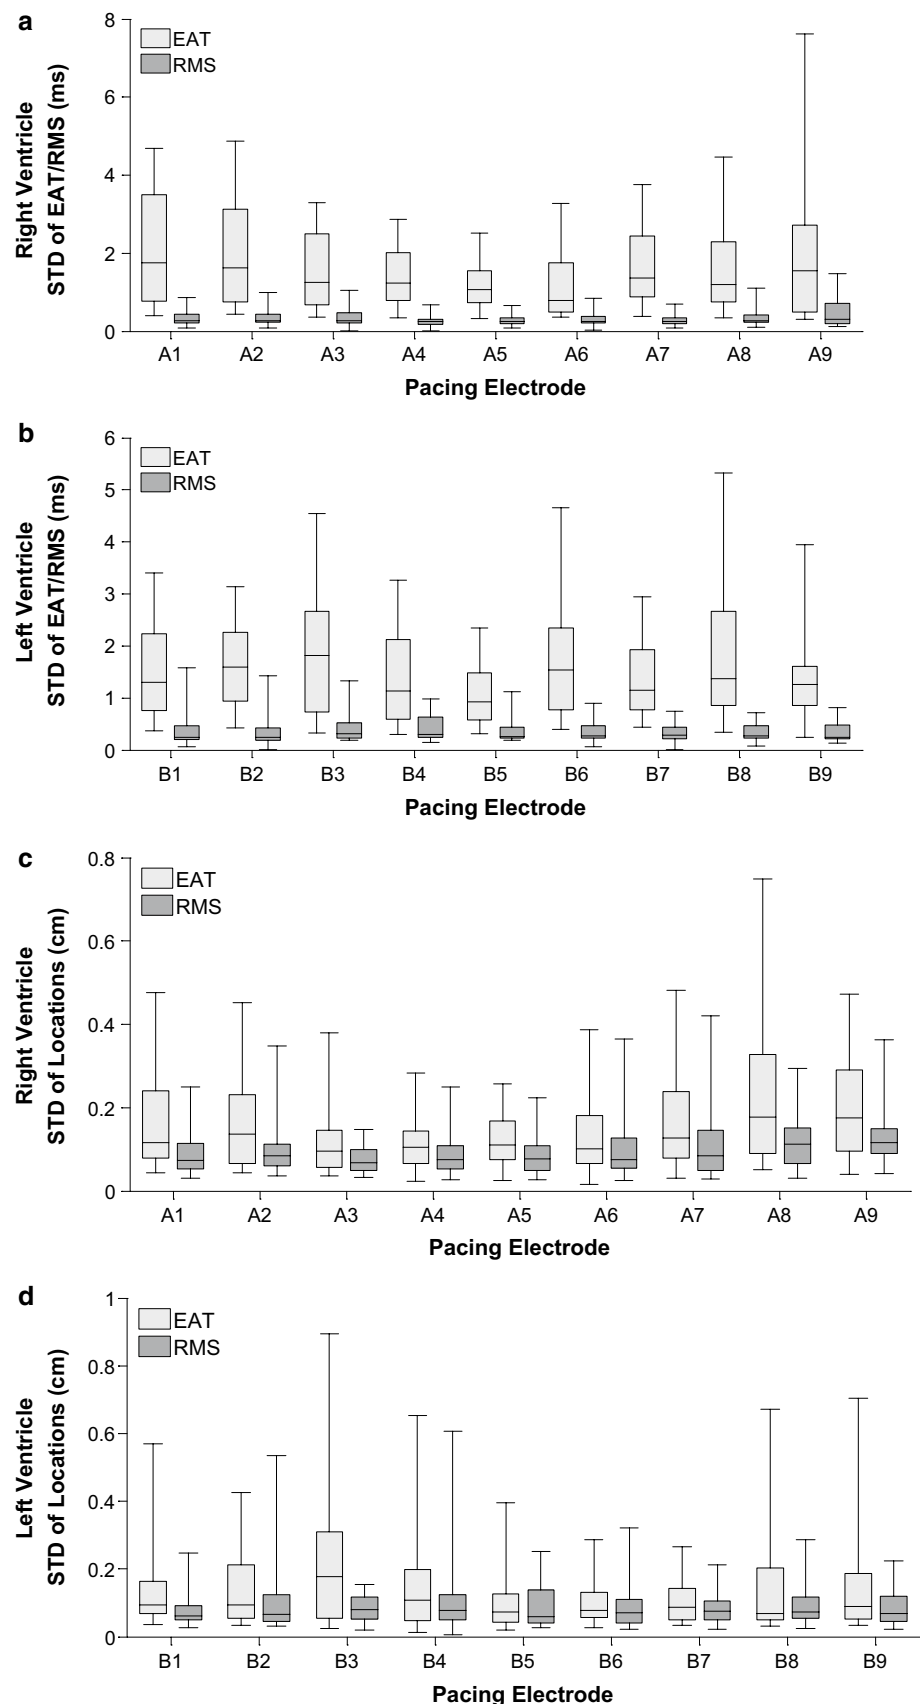 a
Right Ventricle
STD of EAT/RMS (ms)
8
6
4
2
0
EAT
RMS
A1 A2 A3 A4 A5 A6 A7 A8 A9
Pacing Electrode
b
Left Ventricle
STD of EAT/RMS (ms)
6
5
4
3
2
1
0
EAT
RMS
B1 B2 B3 B4 B5 B6 B7 B8 B9
Pacing Electrode
c
Right Ventricle
STD of Locations (cm)
0.8
0.6
0.4
0.2
0
EAT
RMS
A1 A2 A3 A4 A5 A6 A7 A8 A9
Pacing Electrode
d
Left Ventricle
STD of Locations (cm)
1
0.8
0.6
0.4
0.2
0
EAT
RMS
B1 B2 B3 B4 B5 B6 B7 B8 B9
Pacing Electrode